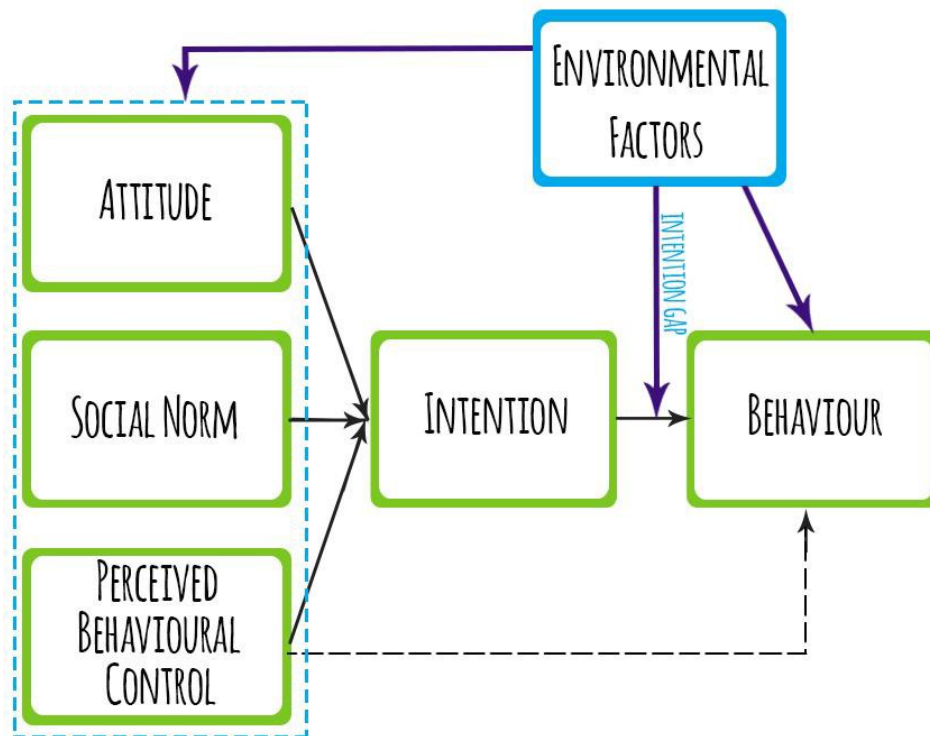 ENVIRONMENTAL
FACTORS
ATTITUDE
INTENTION GAP
SOCIAL NORM
INTENTION
BEHAVIOUR
PERCEIVED
BEHAVIOURAL
CONTROL